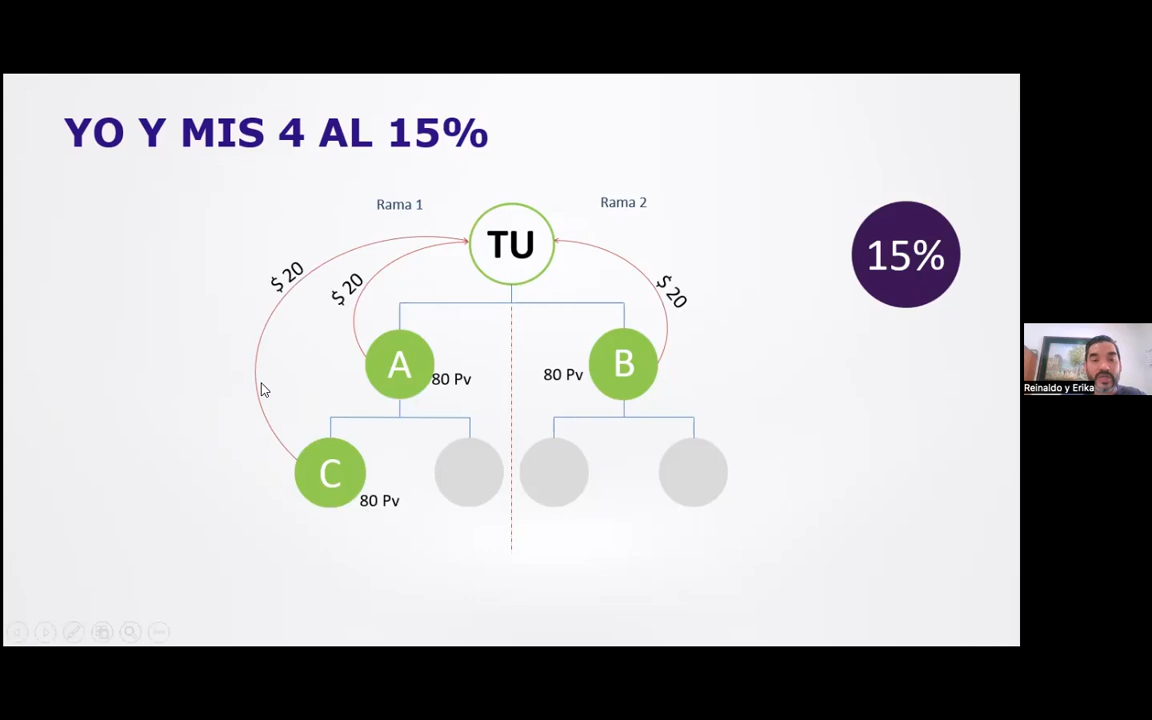 YO Y MIS 4 AL 15%
Rama 1
Rama 2
TU
15%
$ 20
$ 20
$ 20
A
80 Pv
80 Pv
B
C
80 Pv
Reinaldo y Erika